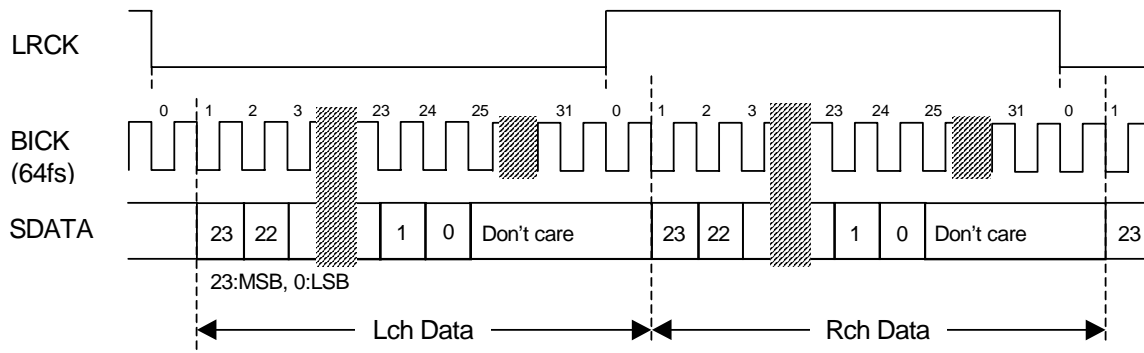 LRCK
0 1 2 3 23 24 25 31 0 1 2 3 23 24 25 31 0 1
BICK
(64fs)
SDATA 23 22 1 0 Don't care 23 22 1 0 Don't care 23
23:MSB, 0:LSB
Lch Data Rch Data